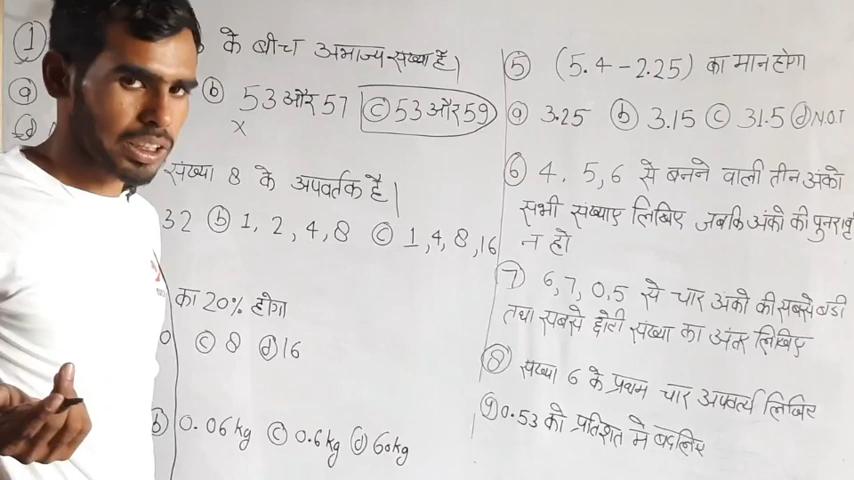 1 के बीच अभाज्य संख्या है|
a b 53 और 57 c 53 और 59
×
d
संख्या 8 के अपवर्तक है|
32 b 1, 2, 4, 8 c 1, 4, 8, 16
का 20% होगा
0 c 8 d 16
b 0.06 kg c 0.6 kg d 60 kg
5 (5.4 - 2.25) का मान होगा
a 3.25 b 3.15 c 31.5 d N.O.T
6 4, 5, 6 से बनने वाली तीन अंको
सभी संख्याए लिखिए जबकि अंको की पुनरावृ
न हो
7 6, 7, 0, 5 से चार अंको की सबसे बडी
तथा सबसे छोटी संख्या का अंतर लिखिए
8 संख्या 6 के प्रथम चार अपवर्त्य लिखिए
9 0.53 को प्रतिशत मे बदलिए